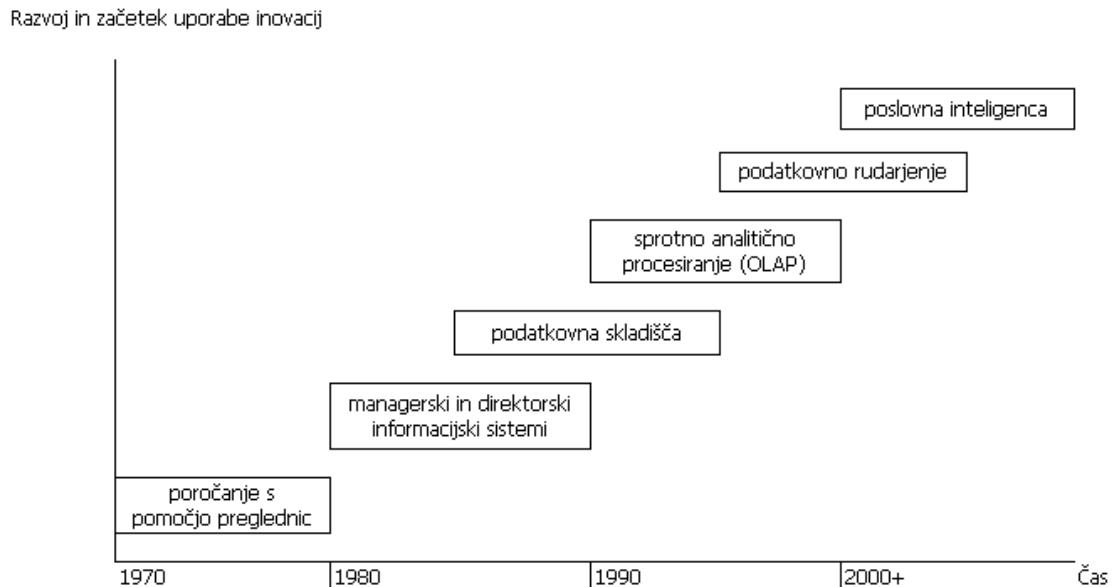 Razvoj in začetek uporabe inovacij
poslovna inteligenca
podatkovno rudarjenje
sprotno analitično
procesiranje (OLAP)
podatkovna skladišča
managerski in direktorski
informacijski sistemi
poročanje s
pomočjo preglednic
1970 1980 1990 2000+ Čas